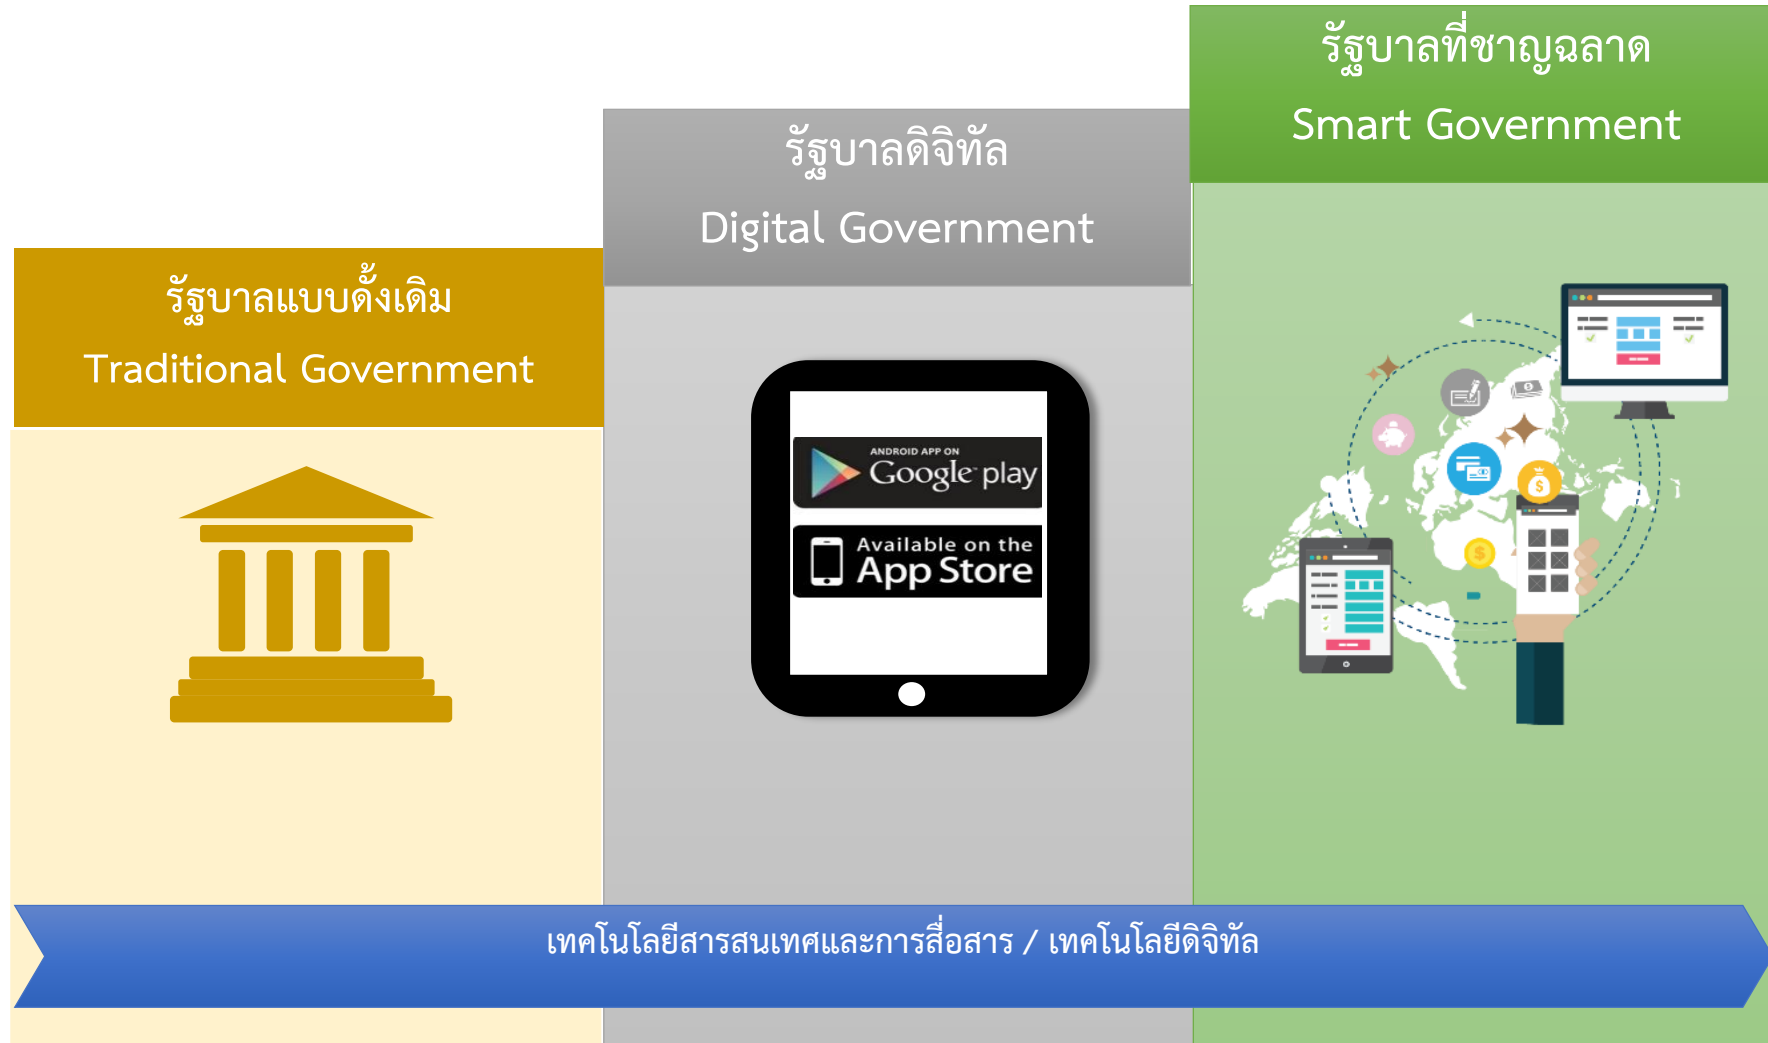 รัฐบาลที่ชาญฉลาด
Smart Government
รัฐบาลดิจิทัล
Digital Government
รัฐบาลแบบดั้งเดิม
Traditional Government
ANDROID APP ON
Google play
Available on the
App Store
เทคโนโลยีสารสนเทศและการสื่อสาร / เทคโนโลยีดิจิทัล